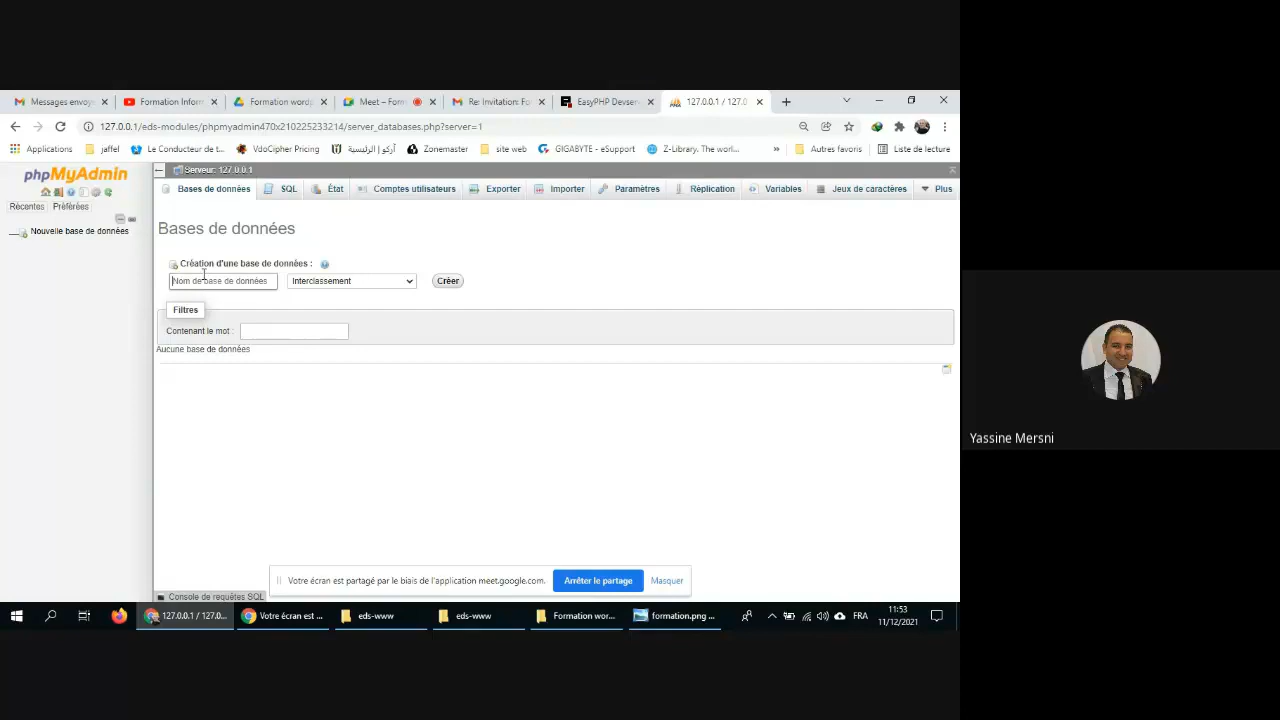 Messages envoy
Formation Inform
Formation wordp
Meet – Form
Re: Invitation: Fo
EasyPHP Devserv
127.0.0.1 / 127.0
127.0.0.1/eds-modules/phpmyadmin470x210225233214/server_databases.php?server=1
Applications
jaffel
Le Conducteur de t...
VdoCipher Pricing
أركو | الرئيسية
Zonemaster
site web
GIGABYTE - eSupport
Z-Library. The worl...
»
Autres favoris
Liste de lecture
phpMyAdmin
Récentes Préférées
Nouvelle base de données
Serveur: 127.0.0.1
Bases de données
SQL
État
Comptes utilisateurs
Exporter
Importer
Paramètres
Réplication
Variables
Jeux de caractères
Plus
Bases de données
Création d'une base de données :
Nom de base de données
Interclassement
Créer
Filtres
Contenant le mot :
Aucune base de données
Votre écran est partagé par le biais de l'application meet.google.com.
Arrêter le partage
Masquer
Console de requêtes SQL
127.0.0.1 / 127.0...
Votre écran est ...
eds-www
eds-www
Formation wor...
formation.png ...
FRA
11:53
11/12/2021
Yassine Mersni